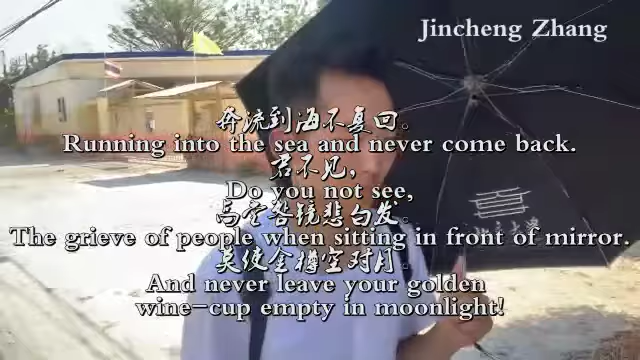 Jincheng Zhang
奔流到海不复回。
Running into the sea and never come back.
君不见,
Do you not see,
高堂明镜悲白发。
The grieve of people when sitting in front of mirror.
莫使金樽空对月。
And never leave your golden
wine-cup empty in moonlight!